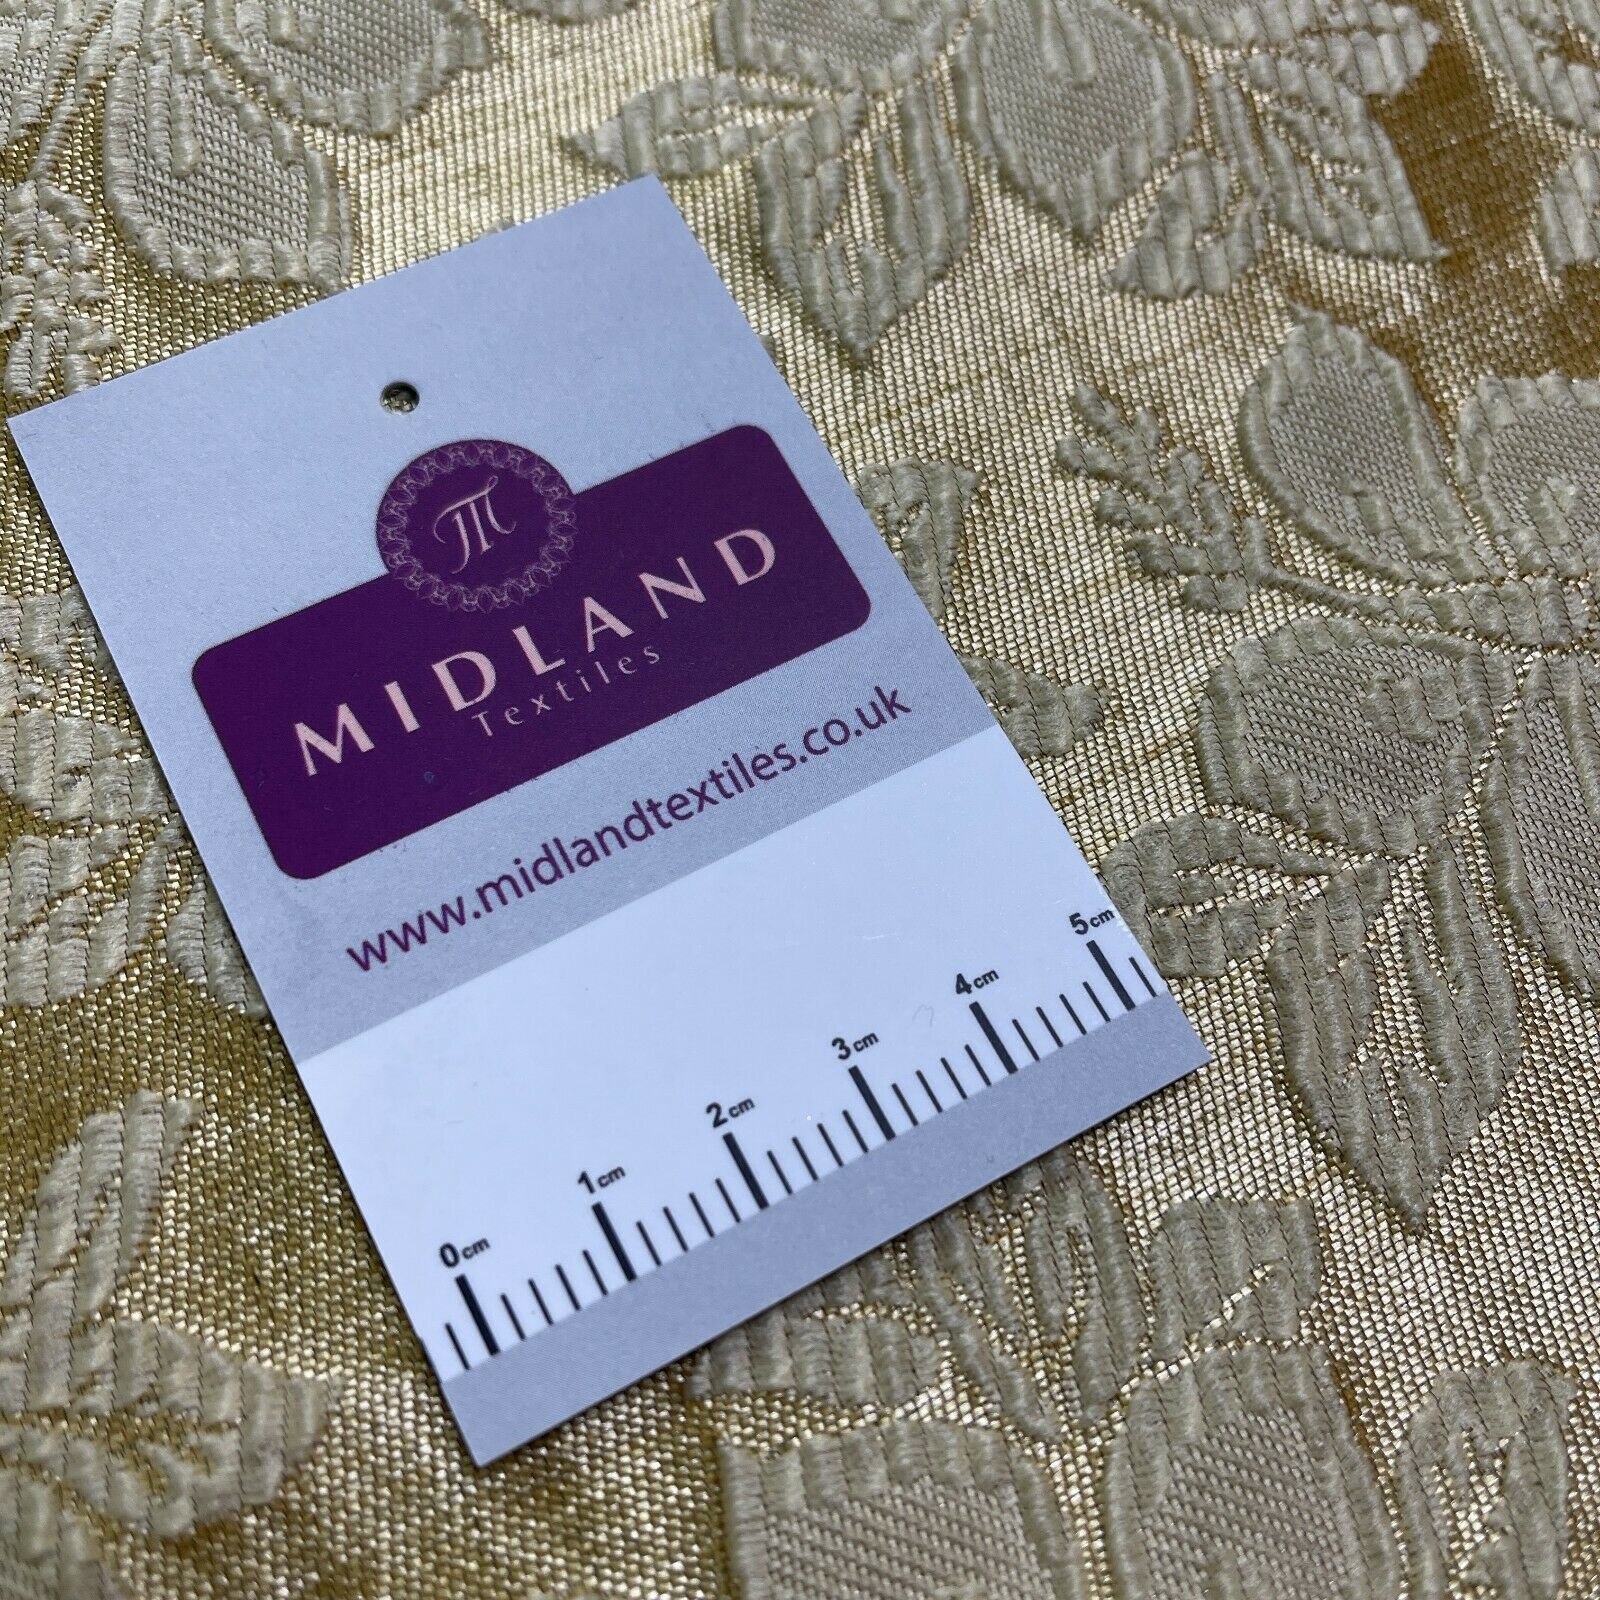 M
MIDLAND
Textiles
www.midlandtextiles.co.uk
0cm 1cm 2cm 3cm 4cm 5cm